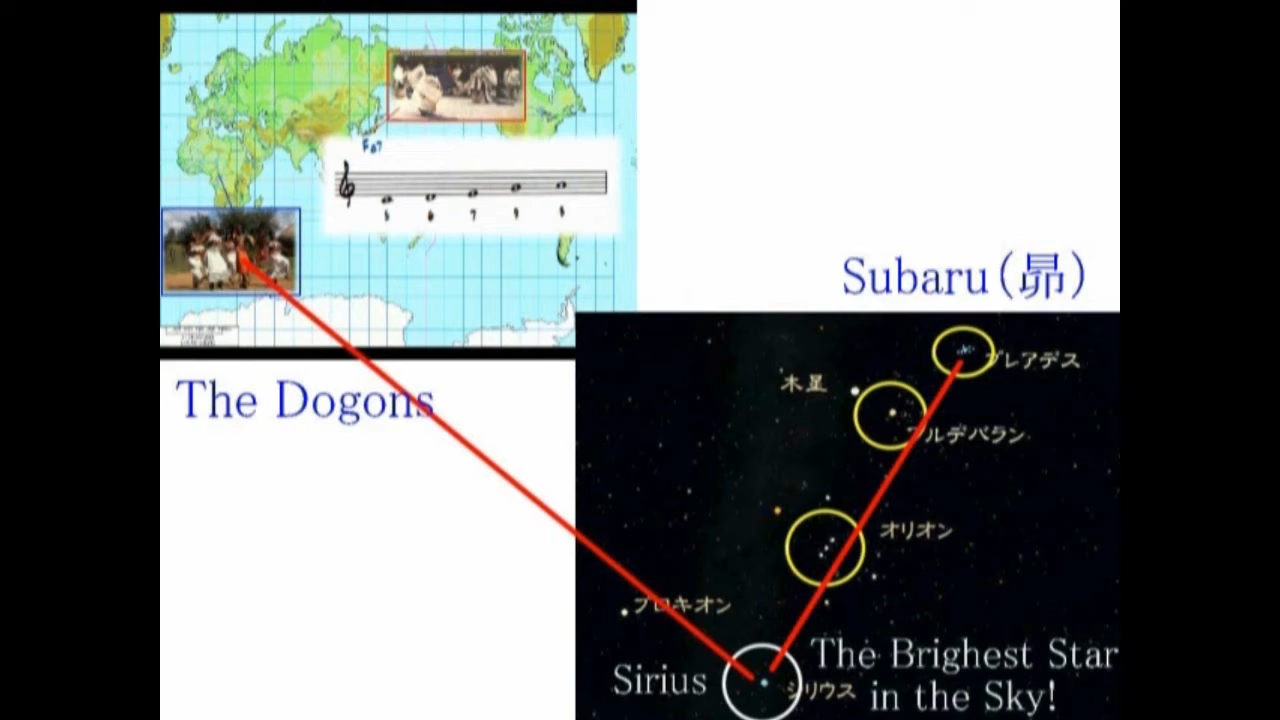 The Dogons
Subaru（昴）
プレアデス
木星
アルデバラン
オリオン
プロキオン
The Brighest Star
Sirius
シリウス
in the Sky!